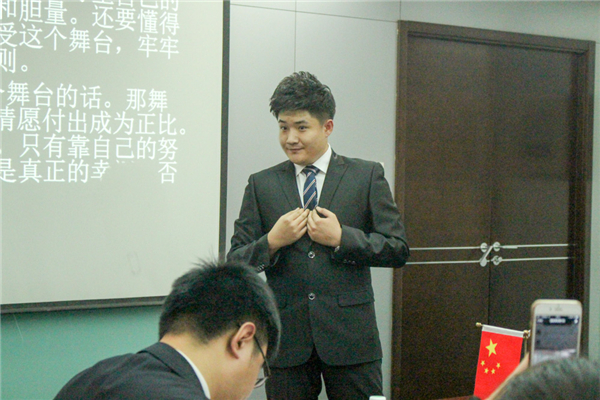 和胆量。还要懂得
受这个舞台，牢牢
则。
舞台的话。那舞
情愿付出成为正比。
，只有靠自己的努
是真正的幸 否